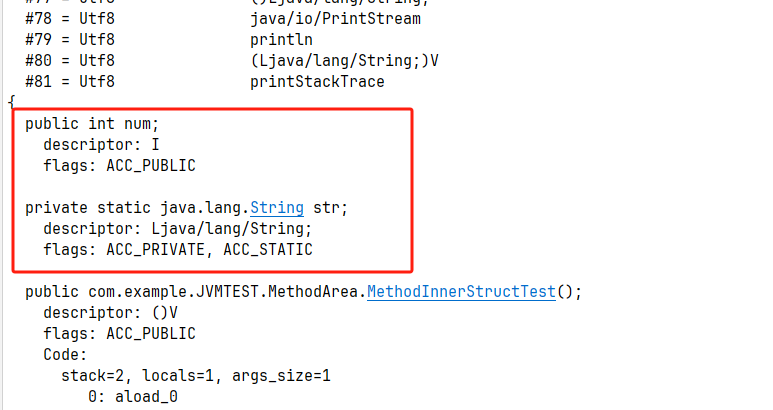 #77 = Utf8 ()Ljava/lang/String;
#78 = Utf8 java/io/PrintStream
#79 = Utf8 println
#80 = Utf8 (Ljava/lang/String;)V
#81 = Utf8 printStackTrace
{
public int num;
descriptor: I
flags: ACC_PUBLIC
private static java.lang.String str;
descriptor: Ljava/lang/String;
flags: ACC_PRIVATE, ACC_STATIC
public com.example.JVMTEST.MethodArea.MethodInnerStructTest();
descriptor: ()V
flags: ACC_PUBLIC
Code:
stack=2, locals=1, args_size=1
0: aload_0